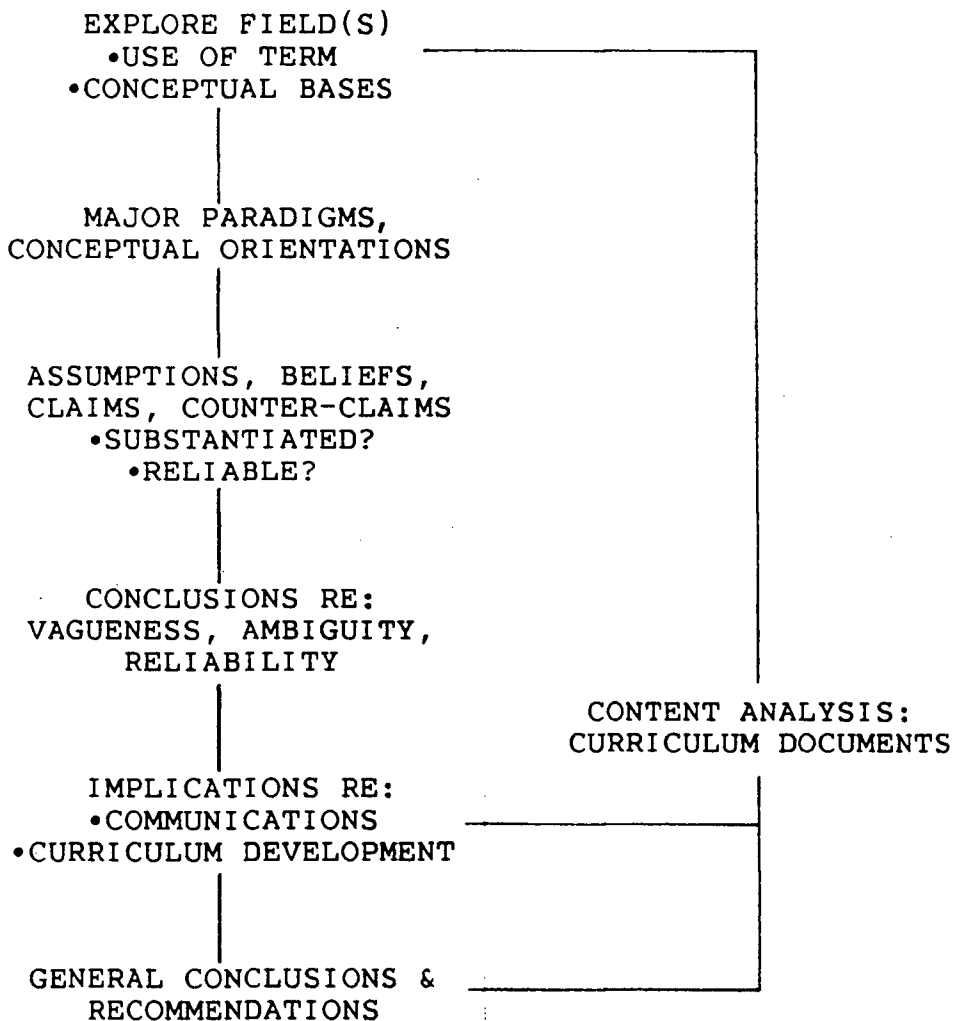 EXPLORE FIELD(S)
•USE OF TERM
•CONCEPTUAL BASES
MAJOR PARADIGMS,
CONCEPTUAL ORIENTATIONS
ASSUMPTIONS, BELIEFS,
CLAIMS, COUNTER-CLAIMS
•SUBSTANTIATED?
•RELIABLE?
CONCLUSIONS RE:
VAGUENESS, AMBIGUITY,
RELIABILITY
CONTENT ANALYSIS:
CURRICULUM DOCUMENTS
IMPLICATIONS RE:
•COMMUNICATIONS
•CURRICULUM DEVELOPMENT
GENERAL CONCLUSIONS &
RECOMMENDATIONS